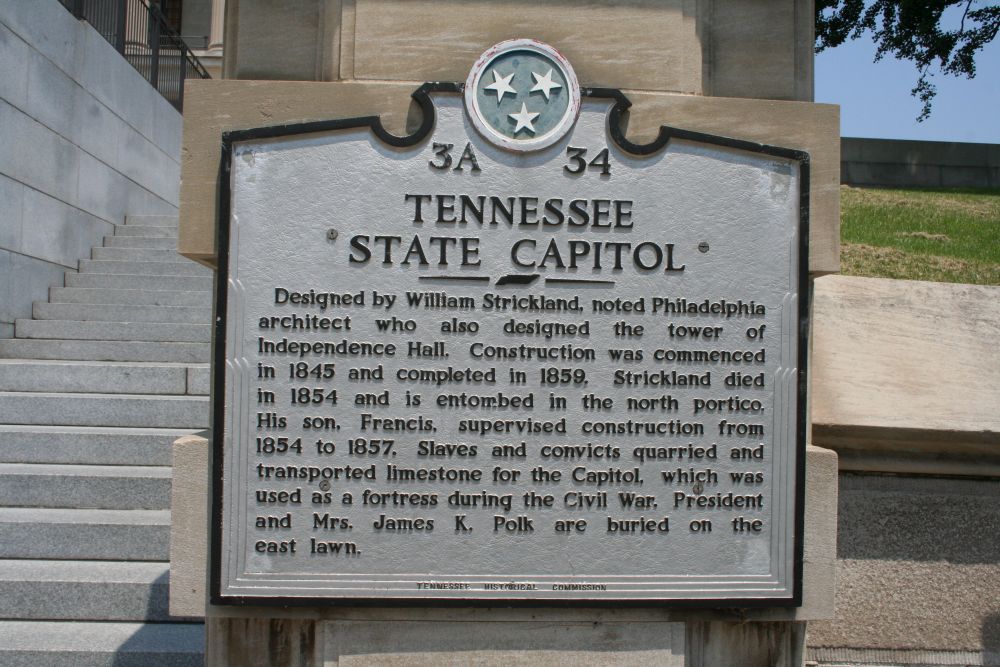 3A 34
TENNESSEE
STATE CAPITOL
Designed by William Strickland, noted Philadelphia
architect who also designed the tower of
Independence Hall. Construction was commenced
in 1845 and completed in 1859. Strickland died
in 1854 and is entombed in the north portico.
His son, Francis, supervised construction from
1854 to 1857. Slaves and convicts quarried and
transported limestone for the Capitol, which was
used as a fortress during the Civil War. President
and Mrs. James K. Polk are buried on the
east lawn.
TENNESSEE HISTORICAL COMMISSION